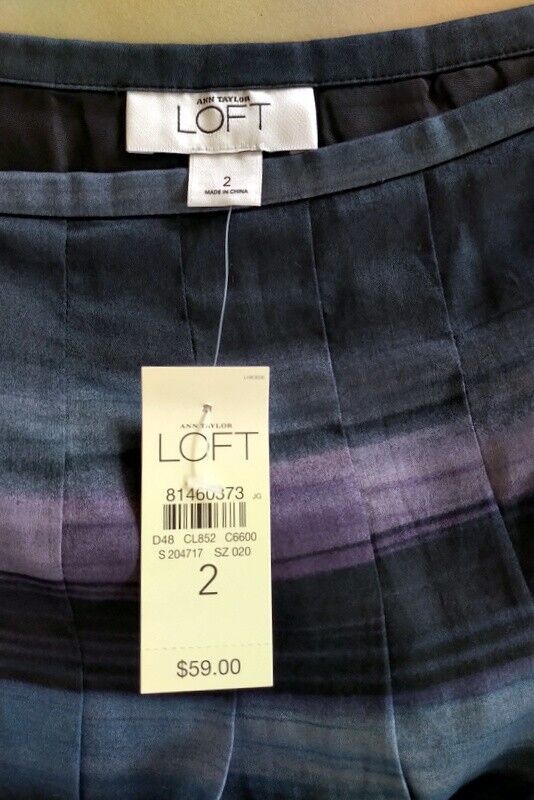 ANN TAYLOR
LOFT
2
MADE IN CHINA
ANN TAYLOR
LOFT
81460373 JG
D48 CL852 C6600
S 204717 SZ 020
2
$59.00